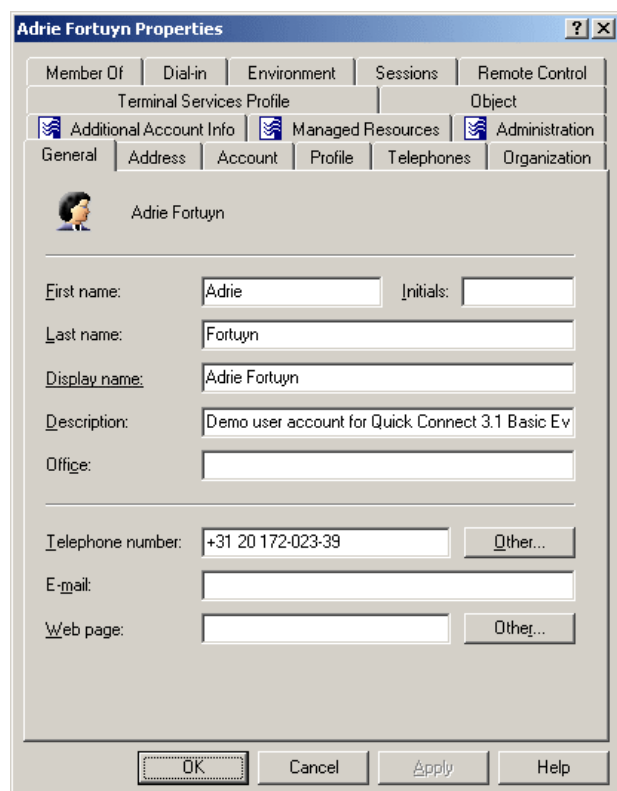 Adrie Fortuyn Properties
Member Of Dial-in Environment Sessions Remote Control
Terminal Services Profile Object
Additional Account Info Managed Resources Administration
General Address Account Profile Telephones Organization
Adrie Fortuyn
First name: Adrie Initials:
Last name: Fortuyn
Display name: Adrie Fortuyn
Description: Demo user account for Quick Connect 3.1 Basic Ev
Office:
Telephone number: +31 20 172-023-39 Other...
E-mail:
Web page: Other...
OK Cancel Apply Help